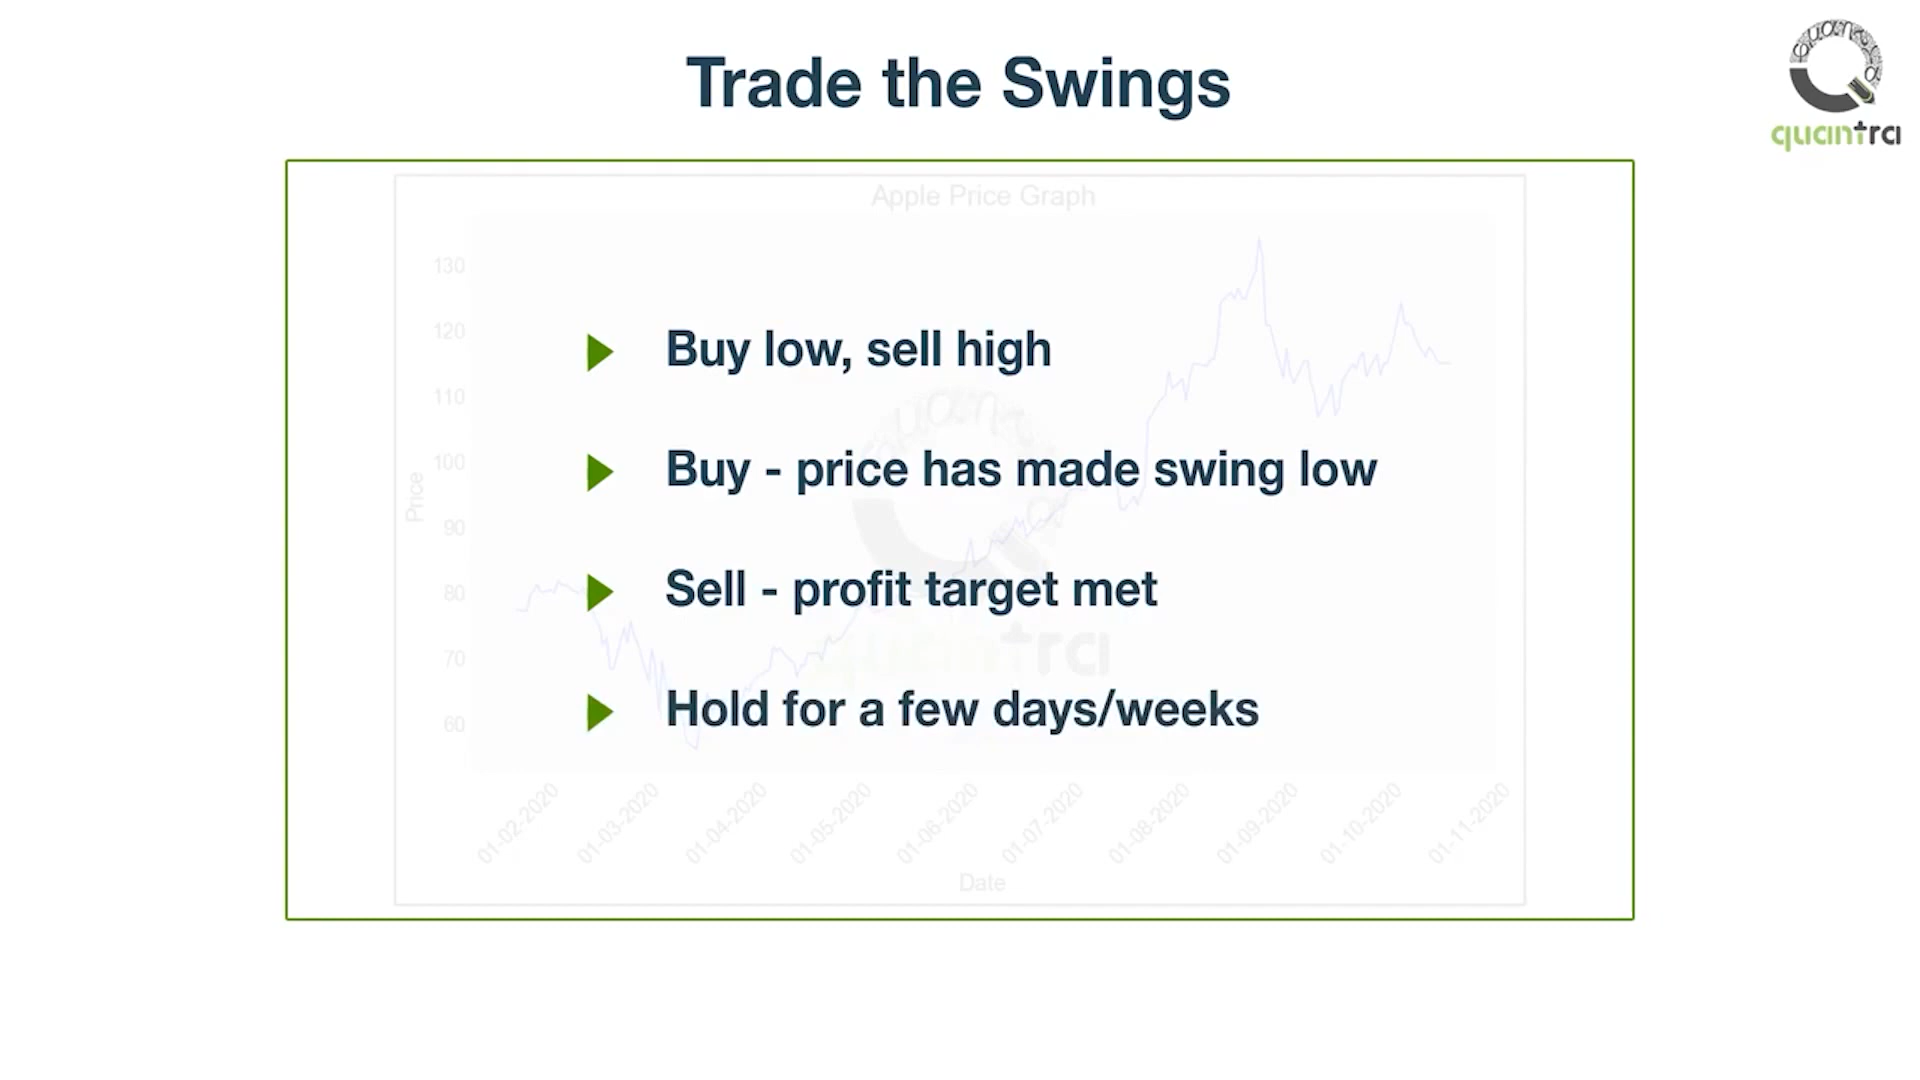 Trade the Swings
quantra
Apple Price Graph
130
120
110
100
90
80
70
60
Price
Buy low, sell high
Buy - price has made swing low
Sell - profit target met
Hold for a few days/weeks
quantra
01-02-2020
01-03-2020
01-04-2020
01-05-2020
01-06-2020
01-07-2020
01-08-2020
01-09-2020
01-10-2020
01-11-2020
Date